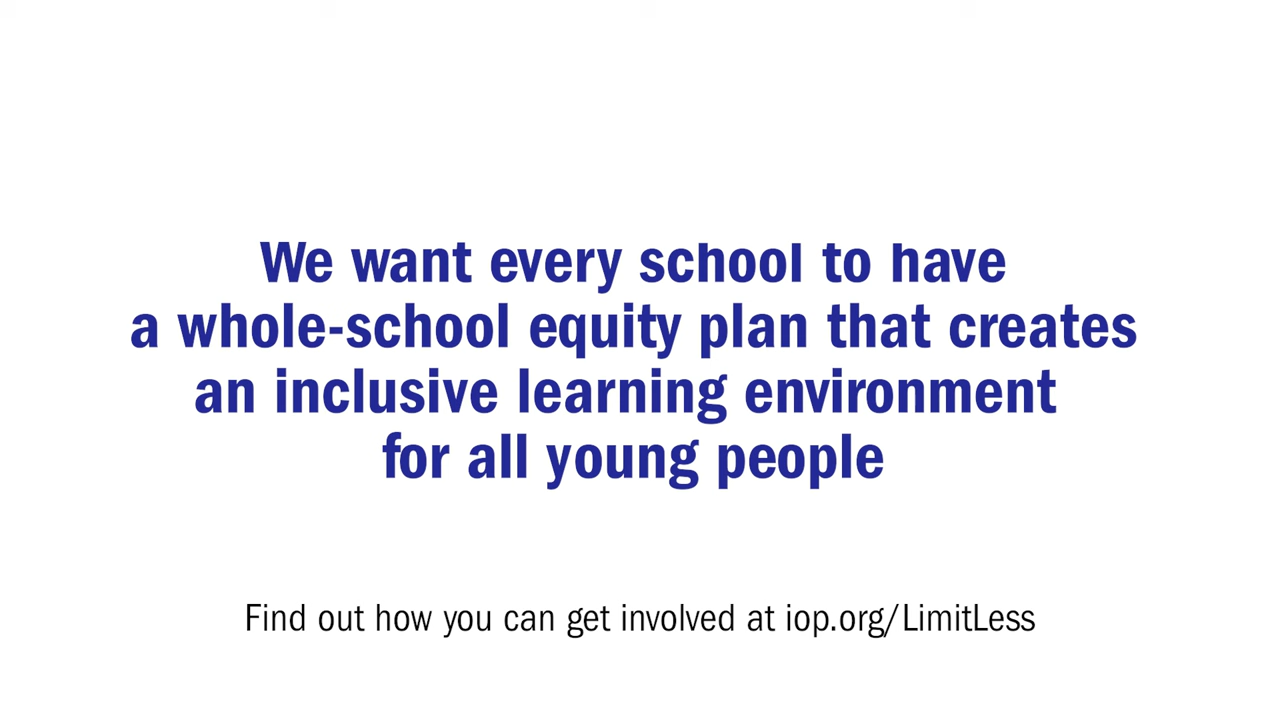 We want every school to have
a whole-school equity plan that creates
an inclusive learning environment
for all young people
Find out how you can get involved at iop.org/LimitLess